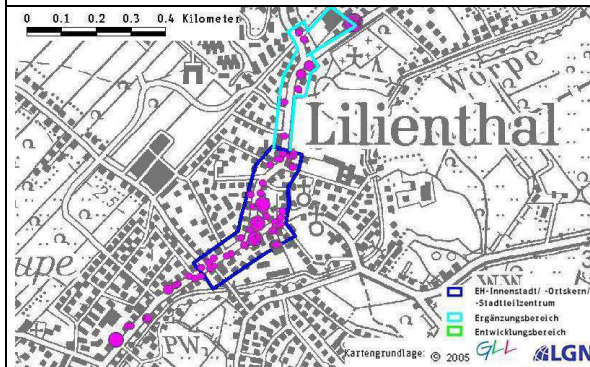 0 0.1 0.2 0.3 0.4 Kilometer
Wörpe
Lilienthal
upe
PW
EH-Innenstadt/ -Ortskern/
-Stadtteilzentrum
Ergänzungsbereich
Entwicklungsbereich
Kartengrundlage: © 2005 GLL LGN